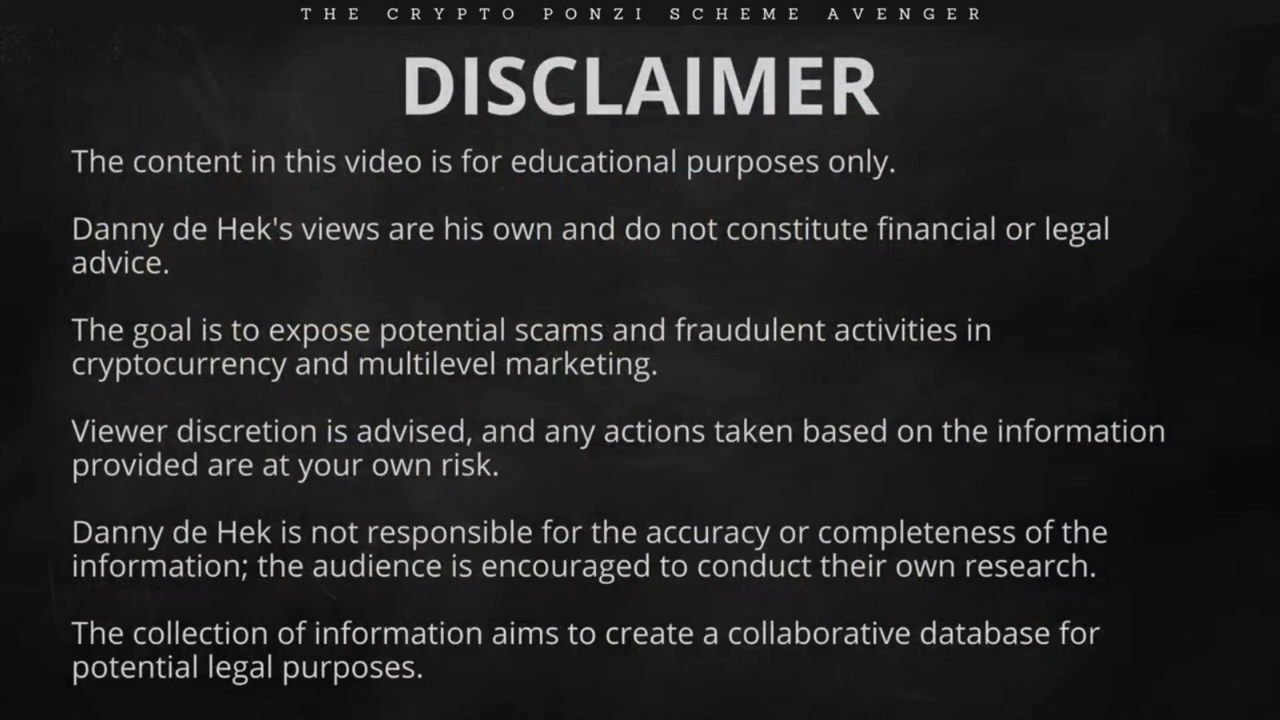 THE CRYPTO PONZI SCHEME AVENGER
DISCLAIMER
The content in this video is for educational purposes only.
Danny de Hek's views are his own and do not constitute financial or legal
advice.
The goal is to expose potential scams and fraudulent activities in
cryptocurrency and multilevel marketing.
Viewer discretion is advised, and any actions taken based on the information
provided are at your own risk.
Danny de Hek is not responsible for the accuracy or completeness of the
information; the audience is encouraged to conduct their own research.
The collection of information aims to create a collaborative database for
potential legal purposes.